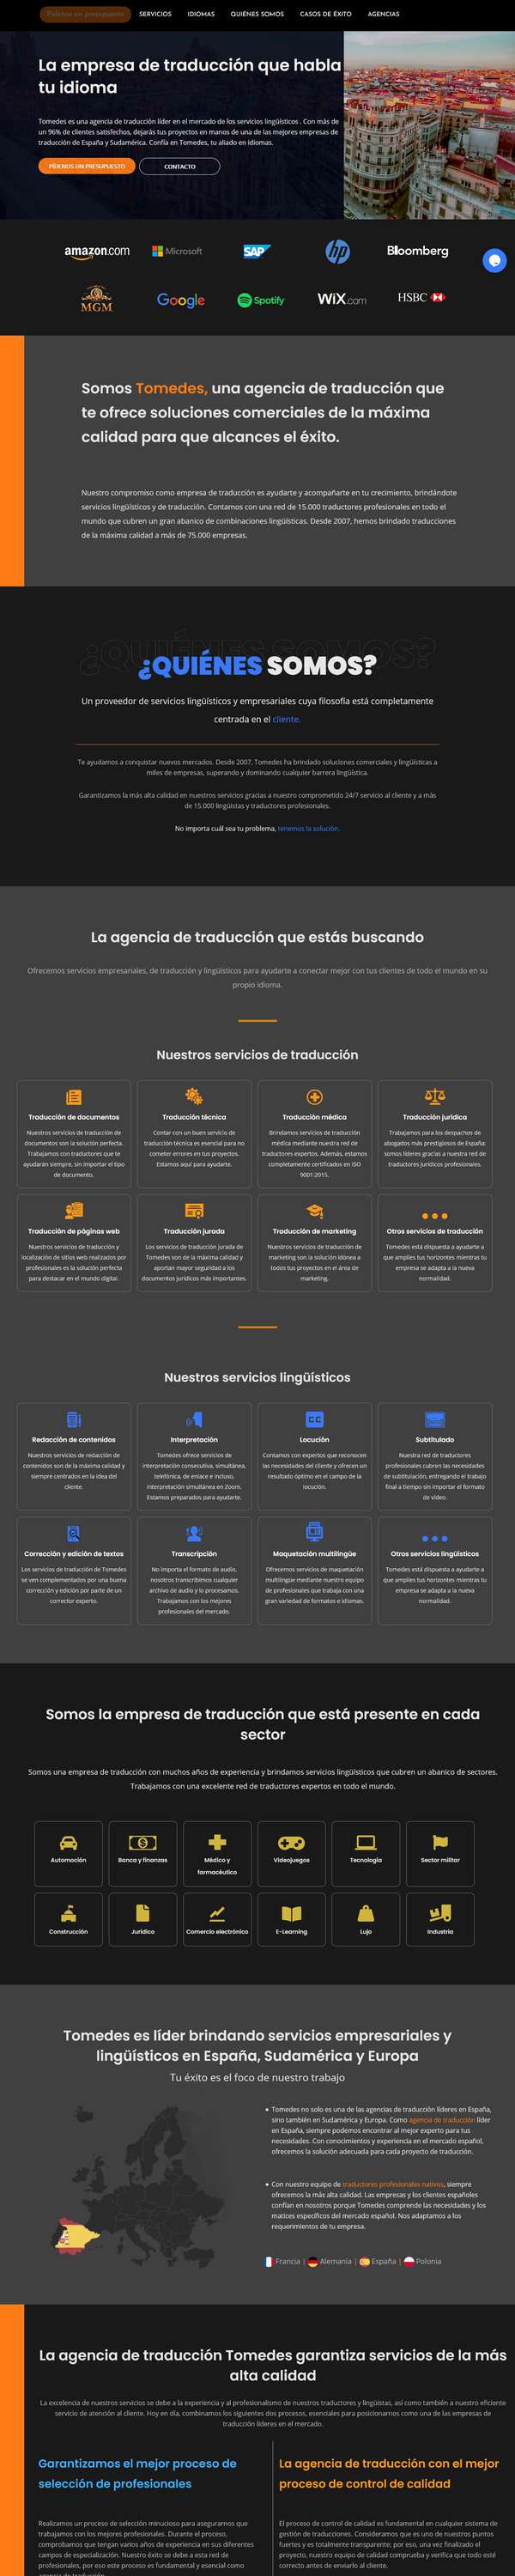 Pídenos un presupuesto SERVICIOS IDIOMAS QUIÉNES SOMOS CASOS DE ÉXITO AGENCIAS
La empresa de traducción que habla
tu idioma
Tomedes es una agencia de traducción líder en el mercado de los servicios lingüísticos . Con más de
un 96% de clientes satisfechos, dejarás tus proyectos en manos de una de las mejores empresas de
traducción de España y Sudamérica. Confía en Tomedes, tu aliado en idiomas.
PÍDENOS UN PRESUPUESTO CONTACTO
amazon.com Microsoft SAP hp Bloomberg
MGM Google Spotify WiX.com HSBC
Somos Tomedes, una agencia de traducción que
te ofrece soluciones comerciales de la máxima
calidad para que alcances el éxito.
Nuestro compromiso como empresa de traducción es ayudarte y acompañarte en tu crecimiento, brindándote
servicios lingüísticos y de traducción. Contamos con una red de 15.000 traductores profesionales en todo el
mundo que cubren un gran abanico de combinaciones lingüísticas. Desde 2007, hemos brindado traducciones
de la máxima calidad a más de 75.000 empresas.
¿QUIÉNES SOMOS?
¿QUIÉNES SOMOS?
Un proveedor de servicios lingüísticos y empresariales cuya filosofía está completamente
centrada en el cliente.
Te ayudamos a conquistar nuevos mercados. Desde 2007, Tomedes ha brindado soluciones comerciales y lingüísticas a
miles de empresas, superando y dominando cualquier barrera lingüística.
Garantizamos la más alta calidad en nuestros servicios gracias a nuestro comprometido 24/7 servicio al cliente y a más
de 15.000 lingüistas y traductores profesionales.
No importa cuál sea tu problema, tenemos la solución.
La agencia de traducción que estás buscando
Ofrecemos servicios empresariales, de traducción y lingüísticos para ayudarte a conectar mejor con tus clientes de todo el mundo en su
propio idioma.
Nuestros servicios de traducción
Traducción de documentos
Nuestros servicios de traducción de
documentos son la solución perfecta.
Trabajamos con traductores que te
ayudarán siempre, sin importar el tipo
de documento.
Traducción técnica
Contar con un buen servicio de
traducción técnica es esencial para no
cometer errores en tus proyectos.
Estamos aquí para ayudarte.
Traducción médica
Brindamos servicios de traducción
médica mediante nuestra red de
traductores expertos. Además, estamos
completamente certificados en ISO
9001:2015.
Traducción jurídica
Trabajamos para los despachos de
abogados más prestigiosos de España;
somos líderes gracias a nuestra red de
traductores jurídicos profesionales.
Traducción de páginas web
Nuestros servicios de traducción y
localización de sitios web realizados por
profesionales es la solución perfecta
para destacar en el mundo digital.
Traducción jurada
Los servicios de traducción jurada de
Tomedes son de la máxima calidad y
aportan mayor seguridad a los
documentos jurídicos más importantes.
Traducción de marketing
Nuestros servicios de traducción de
marketing son la solución idónea a
todos tus proyectos en el área de
marketing.
Otros servicios de traducción
Tomedes está dispuesta a ayudarte a
que amplíes tus horizontes mientras tu
empresa se adapta a la nueva
normalidad.
Nuestros servicios lingüísticos
Redacción de contenidos
Nuestros servicios de redacción de
contenidos son de la máxima calidad y
siempre centrados en la idea del
cliente.
Interpretación
Tomedes ofrece servicios de
interpretación consecutiva, simultánea,
telefónica, de enlace e incluso,
interpretación simultánea en Zoom.
Estamos preparados para ayudarte.
CC
Locución
Contamos con expertos que reconocen
las necesidades del cliente y ofrecen un
resultado óptimo en el campo de la
locución.
Subtitulado
Nuestra red de traductores
profesionales cubren las necesidades
de subtitulación, entregando el trabajo
final a tiempo sin importar el formato
de vídeo.
Corrección y edición de textos
Los servicios de traducción de Tomedes
se ven complementados por una buena
corrección y edición por parte de un
corrector experto.
Transcripción
No importa el formato de audio,
nosotros transcribimos cualquier
archivo de audio y lo procesamos.
Trabajamos con los mejores
profesionales del mercado.
Maquetación multilingüe
Ofrecemos servicios de maquetación
multilingüe mediante nuestro equipo
de profesionales que trabaja con una
gran variedad de formatos e idiomas.
Otros servicios lingüísticos
Tomedes está dispuesta a ayudarte a
que amplíes tus horizontes mientras tu
empresa se adapta a la nueva
normalidad.
Somos la empresa de traducción que está presente en cada
sector
Somos una empresa de traducción con muchos años de experiencia y brindamos servicios lingüísticos que cubren un abanico de sectores.
Trabajamos con una excelente red de traductores expertos en todo el mundo.
Automoción
Banca y finanzas
Médico y
farmacéutico
Videojuegos
Tecnología
Sector militar
Construcción
Jurídica
Comercio electrónico
E-Learning
Lujo
Industria
Tomedes es líder brindando servicios empresariales y
lingüísticos en España, Sudamérica y Europa
Tu éxito es el foco de nuestro trabajo
Tomedes no solo es una de las agencias de traducción líderes en España,
sino también en Sudamérica y Europa. Como agencia de traducción líder
en España, siempre podemos encontrar al mejor experto para tus
necesidades. Con conocimientos y experiencia en el mercado español,
ofrecemos la solución adecuada para cada proyecto de traducción.
Con nuestro equipo de traductores profesionales nativos, siempre
ofrecemos la más alta calidad. Las empresas y los clientes españoles
confían en nosotros porque Tomedes comprende las necesidades y los
matices específicos del mercado español. Nos adaptamos a los
requerimientos de tu empresa.
Francia | Alemania | España | Polonia
La agencia de traducción Tomedes garantiza servicios de la más
alta calidad
La excelencia de nuestros servicios se debe a la experiencia y al profesionalismo de nuestros traductores y lingüistas, así como también a nuestro eficiente
servicio de atención al cliente. Hoy en día, combinamos los siguientes dos procesos, esenciales para posicionarnos como una de las empresas de
traducción líderes en el mercado.
Garantizamos el mejor proceso de
selección de profesionales
Realizamos un proceso de selección minucioso para asegurarnos que
trabajamos con los mejores profesionales. Durante el proceso,
comprobamos que tengan varios años de experiencia en sus diferentes
campos de especialización. Nuestro éxito se debe a esta red de
profesionales, por eso este proceso es fundamental y esencial como
agencia de traducción.
La agencia de traducción con el mejor
proceso de control de calidad
El proceso de control de calidad es fundamental en cualquier sistema de
gestión de traducciones. Consideramos que es uno de nuestros puntos
fuertes y es totalmente transparente; por eso, una vez finalizado el
proyecto, nuestro equipo de calidad comprueba y verifica que todo esté
correcto antes de enviarlo al cliente.